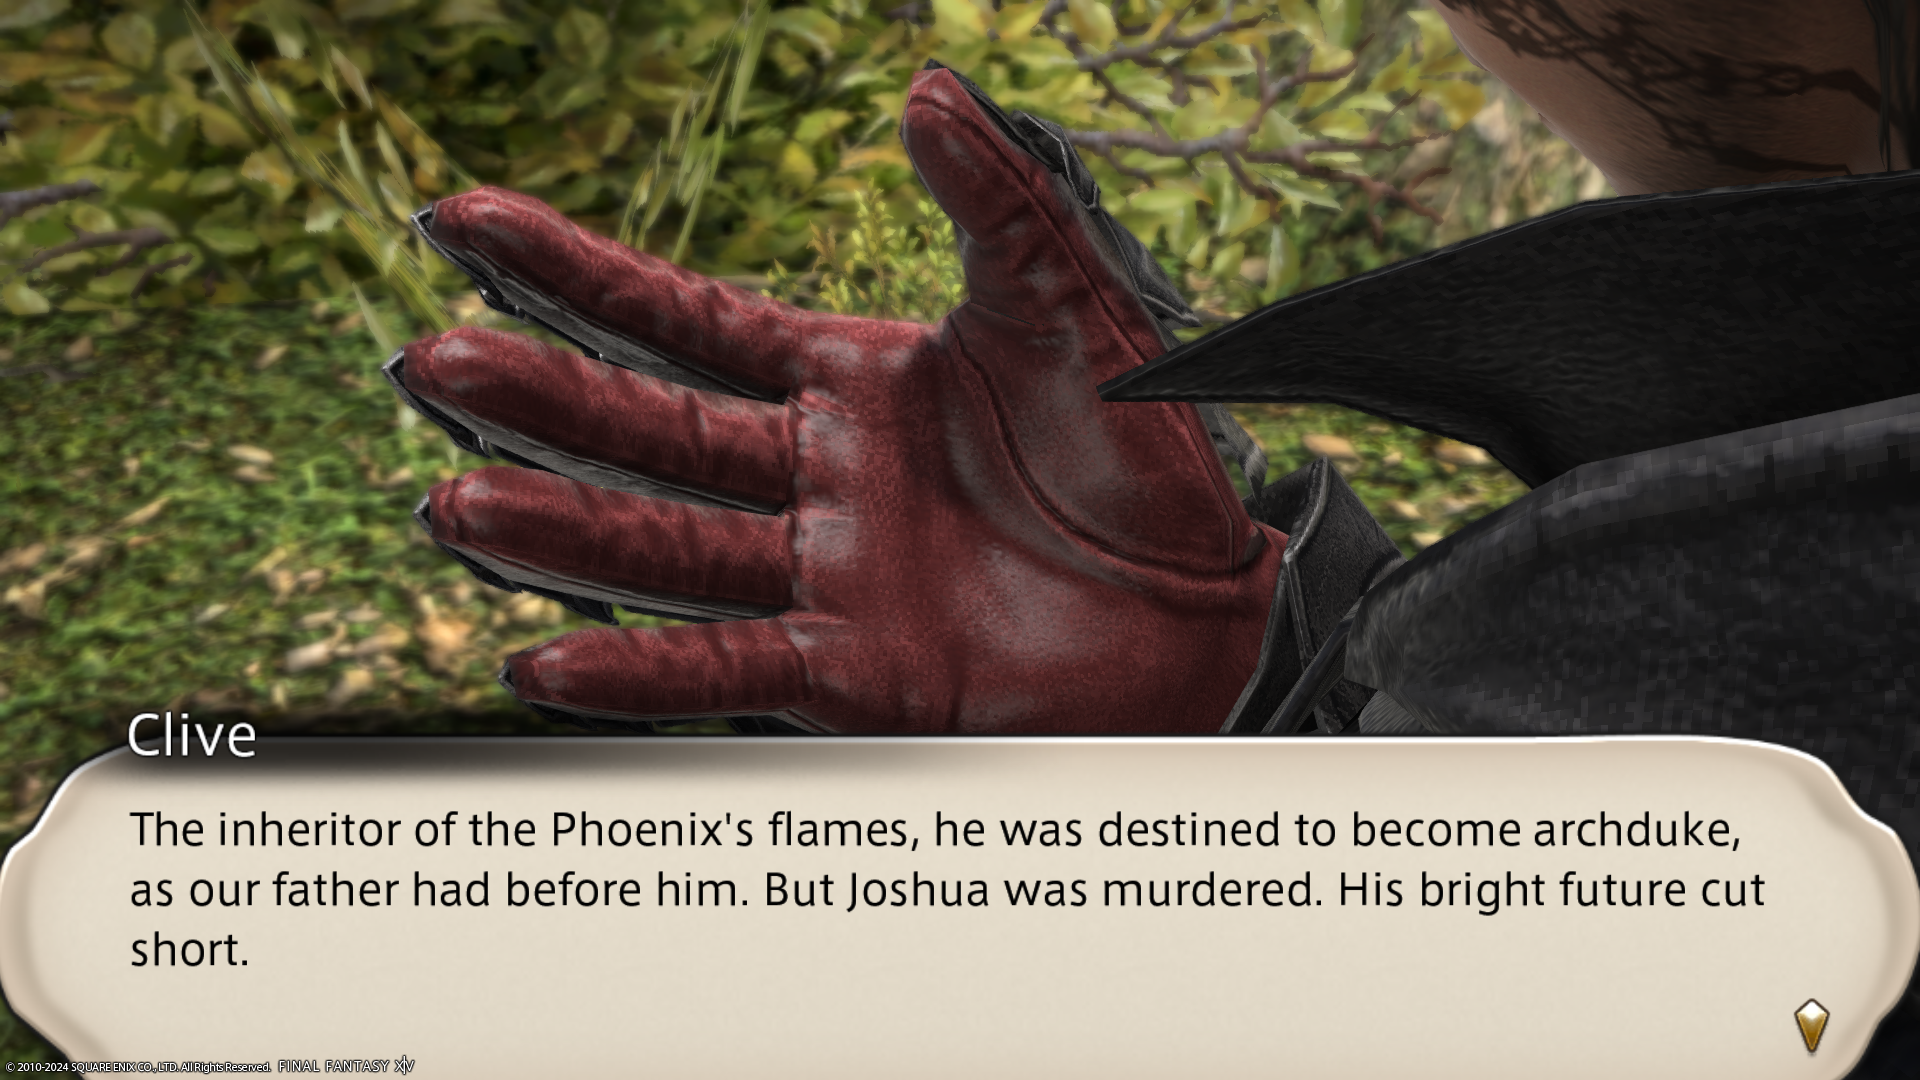 Clive
The inheritor of the Phoenix's flames, he was destined to become archduke,
as our father had before him. But Joshua was murdered. His bright future cut
short.
© 2010-2024 SQUARE ENIX CO., LTD. All Rights Reserved. FINAL FANTASY XIV